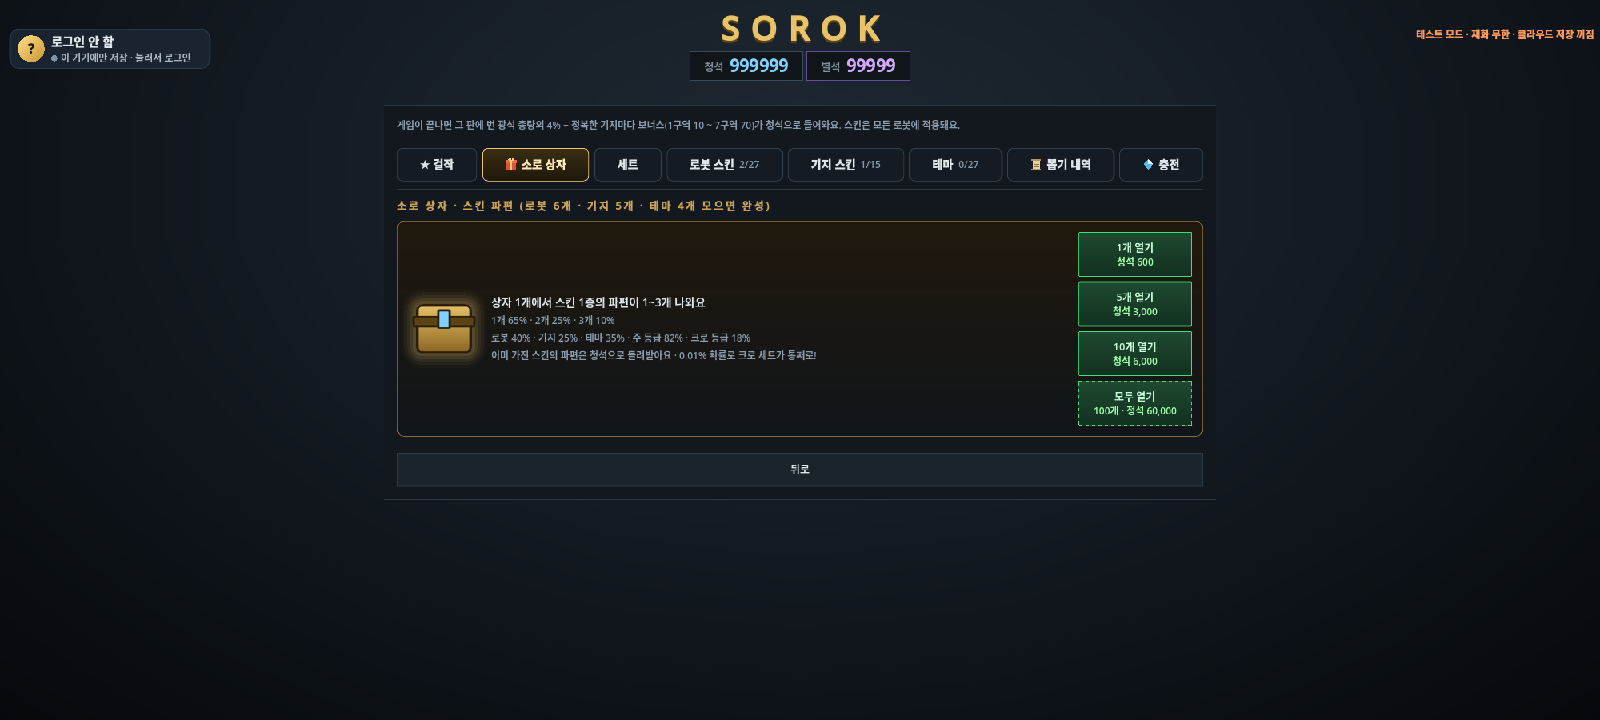 SOROK
? 로그인 안 함
이 기기에만 저장 · 눌러서 로그인
테스트 모드 · 재화 무한 · 클라우드 저장 꺼짐
청석 999999 별석 99999
게임이 끝나면 그 판에 번 광석 총량의 4% + 정복한 기지마다 보너스(1구역 10 ~ 7구역 70)가 청석으로 들어와요. 스킨은 모든 로봇에 적용돼요.
★ 걸작 소로 상자 세트 로봇 스킨 2/27 기지 스킨 1/15 테마 0/27 뽑기 내역 충전
소로 상자 · 스킨 파편 (로봇 6개 · 기지 5개 · 테마 4개 모으면 완성)
상자 1개에서 스킨 1종의 파편이 1~3개 나와요
1개 65% · 2개 25% · 3개 10%
로봇 40% · 기지 25% · 테마 35% · 주 등급 82% · 크로 등급 18%
이미 가진 스킨의 파편은 청석으로 돌려받아요 · 0.01% 확률로 크로 세트가 통째로!
1개 열기
청석 600
5개 열기
청석 3,000
10개 열기
청석 6,000
모두 열기
100개 · 청석 60,000
뒤로